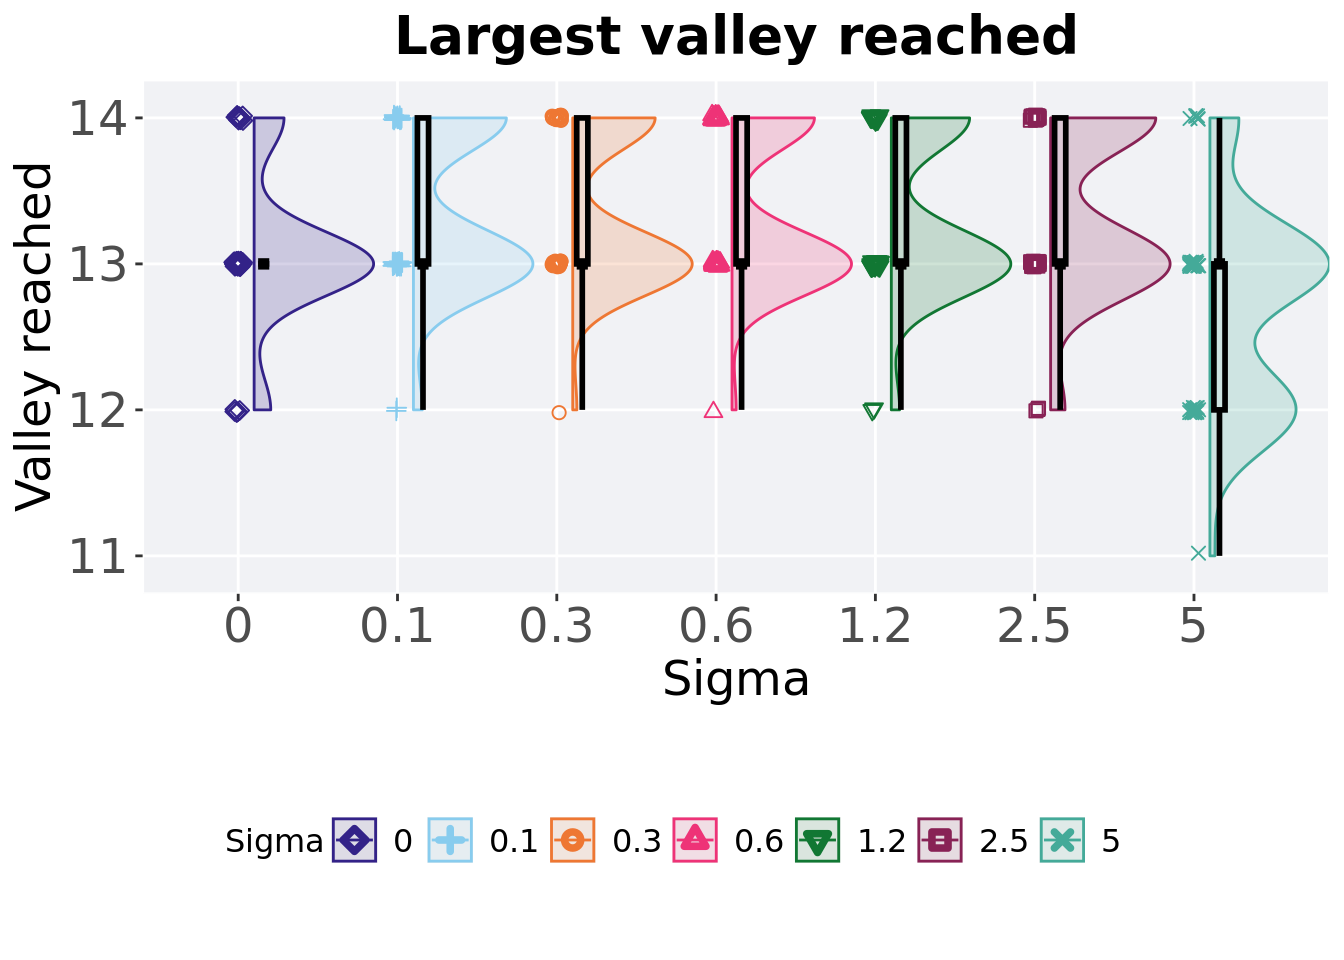 Largest valley reached
Valley reached
14
13
12
11
0 0.1 0.3 0.6 1.2 2.5 5
Sigma
Sigma 0 0.1 0.3 0.6 1.2 2.5 5